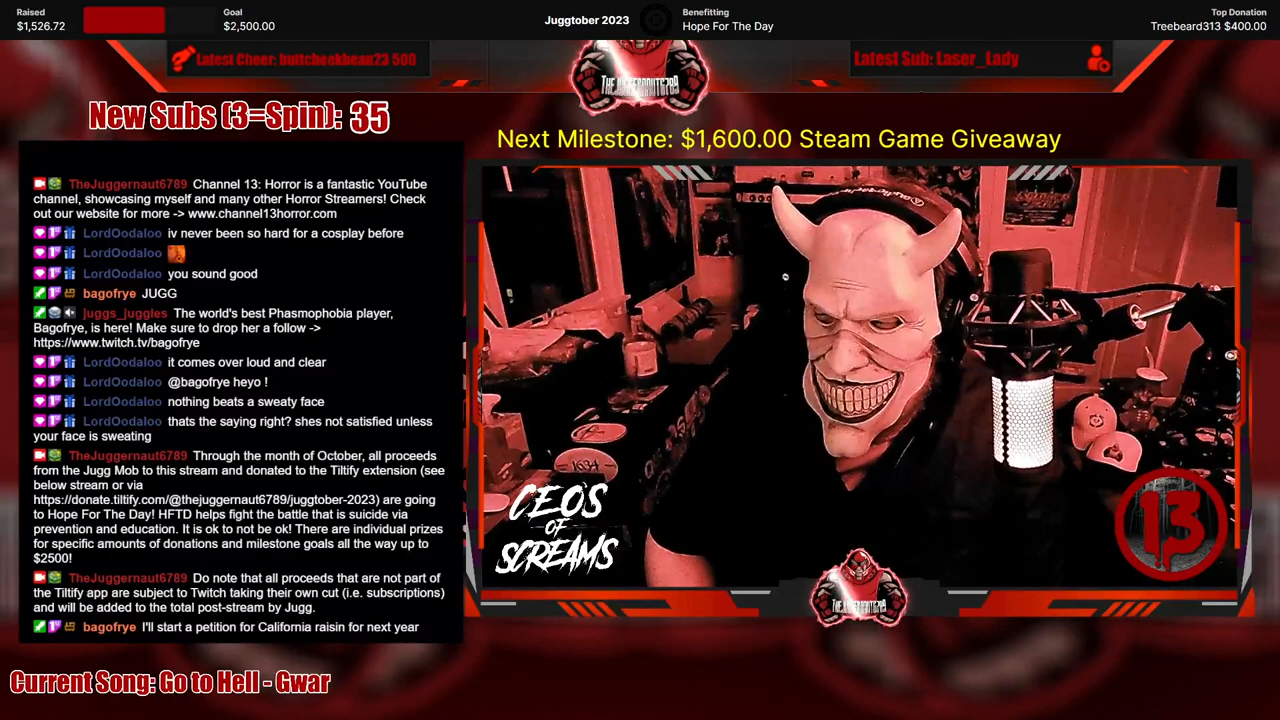 Raised
$1,526.72
Goal
$2,500.00
Juggtober 2023
Benefitting
Hope For The Day
Top Donation
Treebeard313 $400.00
Latest Cheer: buttcheekbean23 500
THEJUGGERNAUT6789
Latest Sub: Laser_Lady
New Subs (3=Spin): 35
Next Milestone: $1,600.00 Steam Game Giveaway
TheJuggernaut6789 Channel 13: Horror is a fantastic YouTube
channel, showcasing myself and many other Horror Streamers! Check
out our website for more -> www.channel13horror.com
LordOodaloo iv never been so hard for a cosplay before
LordOodaloo
LordOodaloo you sound good
bagofrye JUGG
juggs_juggles The world's best Phasmophobia player,
Bagofrye, is here! Make sure to drop her a follow ->
https://www.twitch.tv/bagofrye
LordOodaloo it comes over loud and clear
LordOodaloo @bagofrye heyo !
LordOodaloo nothing beats a sweaty face
LordOodaloo thats the saying right? shes not satisfied unless
your face is sweating
TheJuggernaut6789 Through the month of October, all proceeds
from the Jugg Mob to this stream and donated to the Tiltify extension (see
below stream or via
https://donate.tiltify.com/@thejuggernaut6789/juggtober-2023) are going
to Hope For The Day! HFTD helps fight the battle that is suicide via
prevention and education. It is ok to not be ok! There are individual prizes
for specific amounts of donations and milestone goals all the way up to
$2500!
TheJuggernaut6789 Do note that all proceeds that are not part of
the Tiltify app are subject to Twitch taking their own cut (i.e. subscriptions)
and will be added to the total post-stream by Jugg.
bagofrye I'll start a petition for California raisin for next year
1634
CEOS
OF
SCREAMS
13
THEJUGGERNAUT6789
Current Song: Go to Hell - Gwar